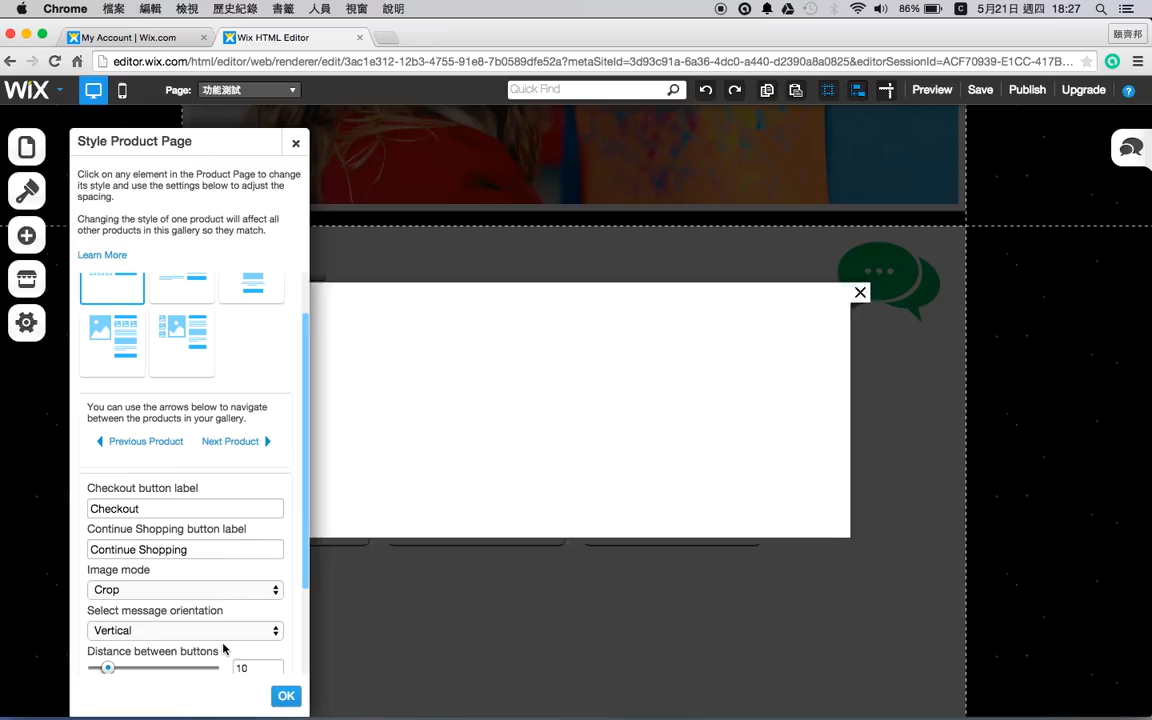 Chrome 檔案 編輯 檢視 歷史紀錄 書籤 人員 視窗 說明 86% 5月21日 週四 18:27
My Account | Wix.com Wix HTML Editor 願齊邦
editor.wix.com/html/editor/web/renderer/edit/3ac1e312-12b3-4755-91e8-7b0589dfe52a?metaSiteId=3d93c91a-6a36-4dc0-a440-d2390a8a0825&editorSessionId=ACF70939-E1CC-417B...
WiX Page: 功能測試 Quick Find Preview Save Publish Upgrade ?
Style Product Page
Click on any element in the Product Page to change
its style and use the settings below to adjust the
spacing.
Changing the style of one product will affect all
other products in this gallery so they match.
Learn More
You can use the arrows below to navigate
between the products in your gallery.
Previous Product Next Product
Checkout button label
Checkout
Continue Shopping button label
Continue Shopping
Image mode
Crop
Select message orientation
Vertical
Distance between buttons
10
OK